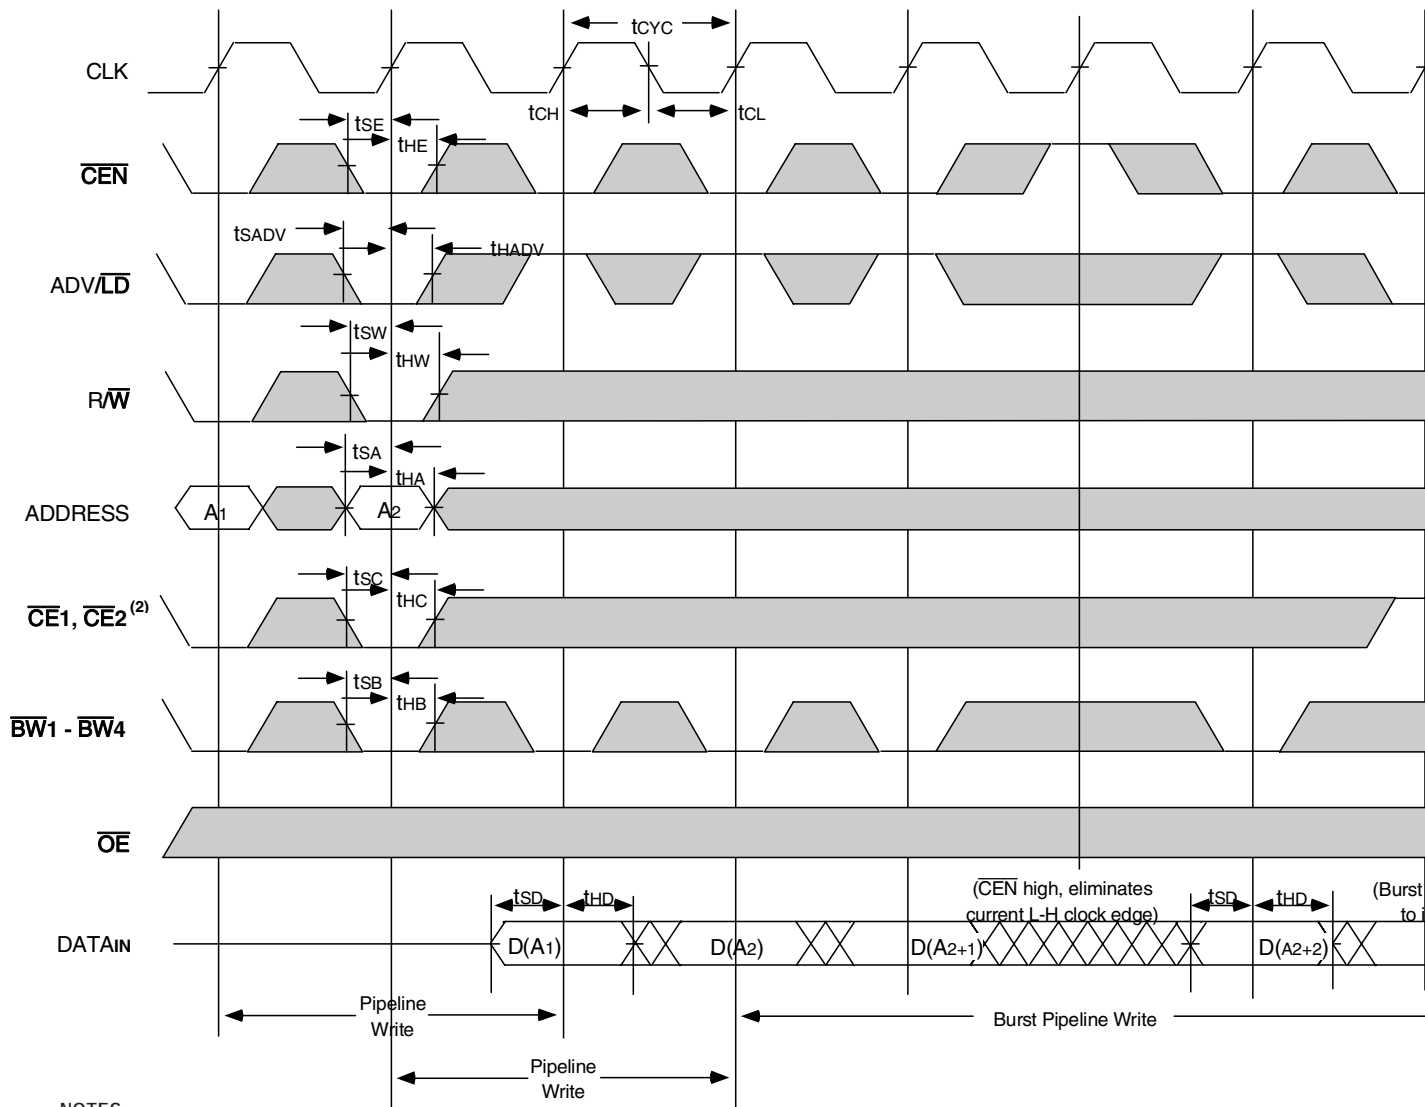 tCYC
CLK
tCH
tCL
tSE
tHE
CEN
tSADV
tHADV
ADV/LD
tSW
tHW
R/W
tSA
tHA
ADDRESS
A1
A2
tSC
tHC
CE1, CE2 (2)
tSB
tHB
BW1 - BW4
OE
(CEN high, eliminates
current L-H clock edge)
(Burst
tSD
tHD
tSD
tHD
DATAIN
D(A1)
D(A2)
D(A2+1)
D(A2+2)
Pipeline
Write
Burst Pipeline Write
Pipeline
Write